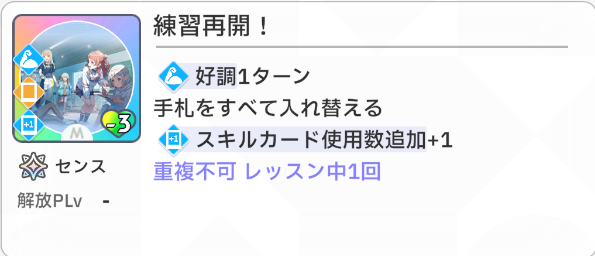 練習再開！
好調1ターン
手札をすべて入れ替える
+1 スキルカード使用数追加+1
重複不可 レッスン中1回
+1
-3
M
センス
解放PLv -